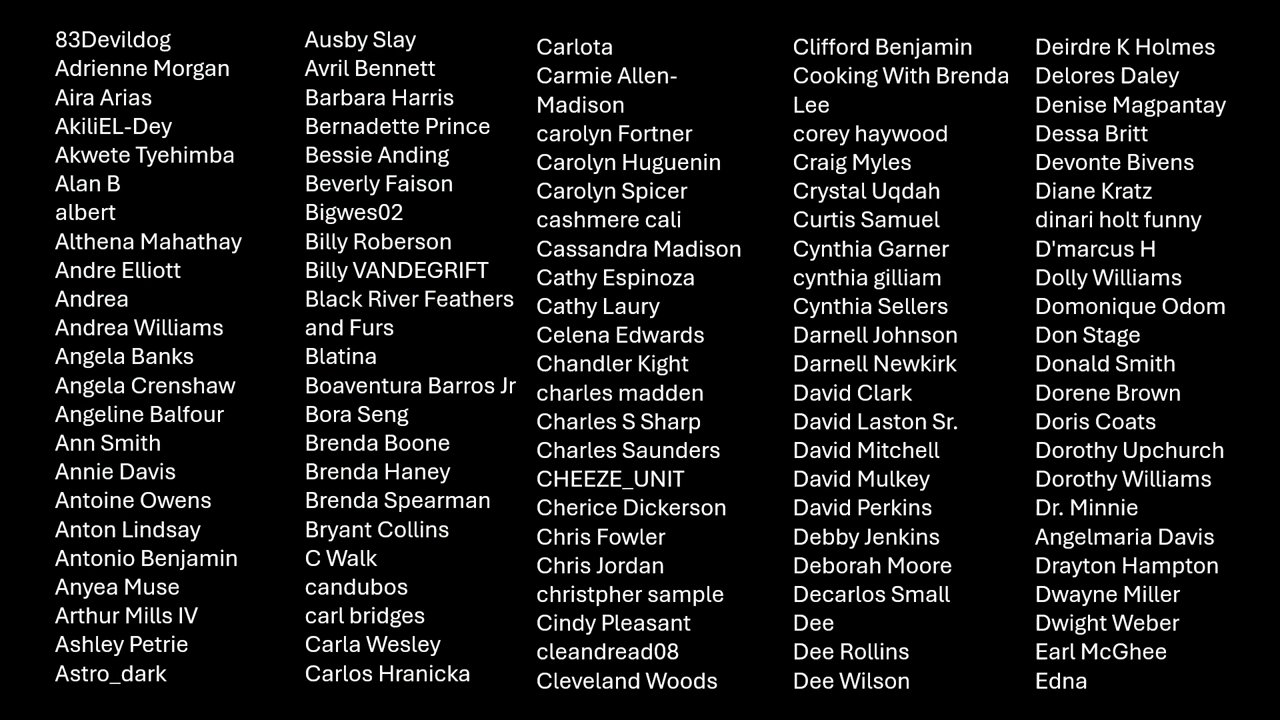 83Devildog
Adrienne Morgan
Aira Arias
AkiliEL-Dey
Akwete Tyehimba
Alan B
albert
Althena Mahathay
Andre Elliott
Andrea
Andrea Williams
Angela Banks
Angela Crenshaw
Angeline Balfour
Ann Smith
Annie Davis
Antoine Owens
Anton Lindsay
Antonio Benjamin
Anyea Muse
Arthur Mills IV
Ashley Petrie
Astro_dark
Ausby Slay
Avril Bennett
Barbara Harris
Bernadette Prince
Bessie Anding
Beverly Faison
Bigwes02
Billy Roberson
Billy VANDEGRIFT
Black River Feathers
and Furs
Blatina
Boaventura Barros Jr
Bora Seng
Brenda Boone
Brenda Haney
Brenda Spearman
Bryant Collins
C Walk
candubos
carl bridges
Carla Wesley
Carlos Hranicka
Carlota
Carmie Allen-
Madison
carolyn Fortner
Carolyn Huguenin
Carolyn Spicer
cashmere cali
Cassandra Madison
Cathy Espinoza
Cathy Laury
Celena Edwards
Chandler Kight
charles madden
Charles S Sharp
Charles Saunders
CHEEZE_UNIT
Cherice Dickerson
Chris Fowler
Chris Jordan
christpher sample
Cindy Pleasant
cleandread08
Cleveland Woods
Clifford Benjamin
Cooking With Brenda
Lee
corey haywood
Craig Myles
Crystal Uqdah
Curtis Samuel
Cynthia Garner
cynthia gilliam
Cynthia Sellers
Darnell Johnson
Darnell Newkirk
David Clark
David Laston Sr.
David Mitchell
David Mulkey
David Perkins
Debby Jenkins
Deborah Moore
Decarlos Small
Dee
Dee Rollins
Dee Wilson
Deirdre K Holmes
Delores Daley
Denise Magpantay
Dessa Britt
Devonte Bivens
Diane Kratz
dinari holt funny
D'marcus H
Dolly Williams
Domonique Odom
Don Stage
Donald Smith
Dorene Brown
Doris Coats
Dorothy Upchurch
Dorothy Williams
Dr. Minnie
Angelmaria Davis
Drayton Hampton
Dwayne Miller
Dwight Weber
Earl McGhee
Edna